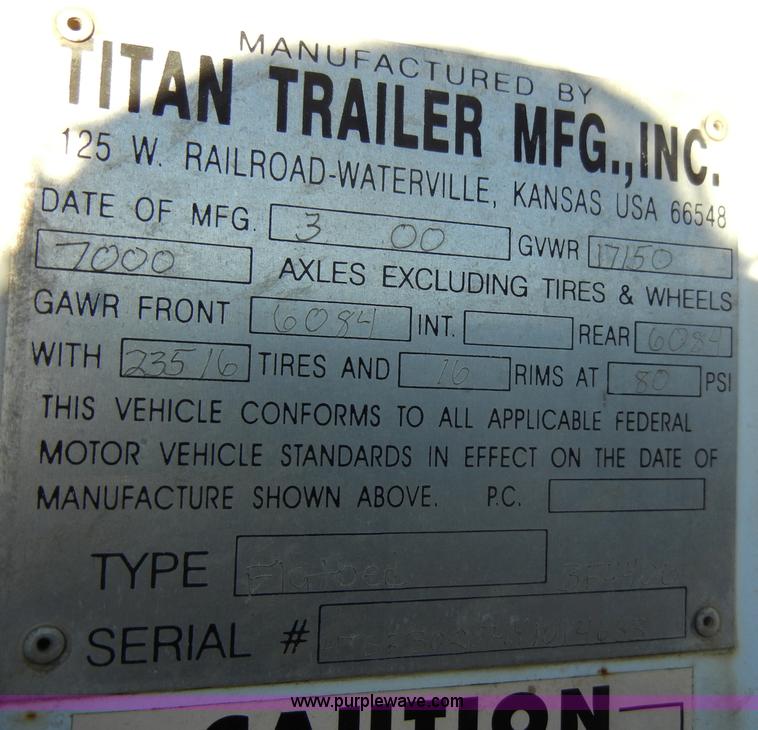 MANUFACTURED BY
TITAN TRAILER MFG.,INC.
125 W. RAILROAD-WATERVILLE, KANSAS USA 66548
DATE OF MFG. 3 00 GVWR 17150
7000 AXLES EXCLUDING TIRES & WHEELS
GAWR FRONT 6084 INT. REAR 6084
WITH 23516 TIRES AND 16 RIMS AT 80 PSI
THIS VEHICLE CONFORMS TO ALL APPLICABLE FEDERAL
MOTOR VEHICLE STANDARDS IN EFFECT ON THE DATE OF
MANUFACTURE SHOWN ABOVE. P.C.
TYPE Flatbed
SERIAL #
www.purplewave.com
CAUTION